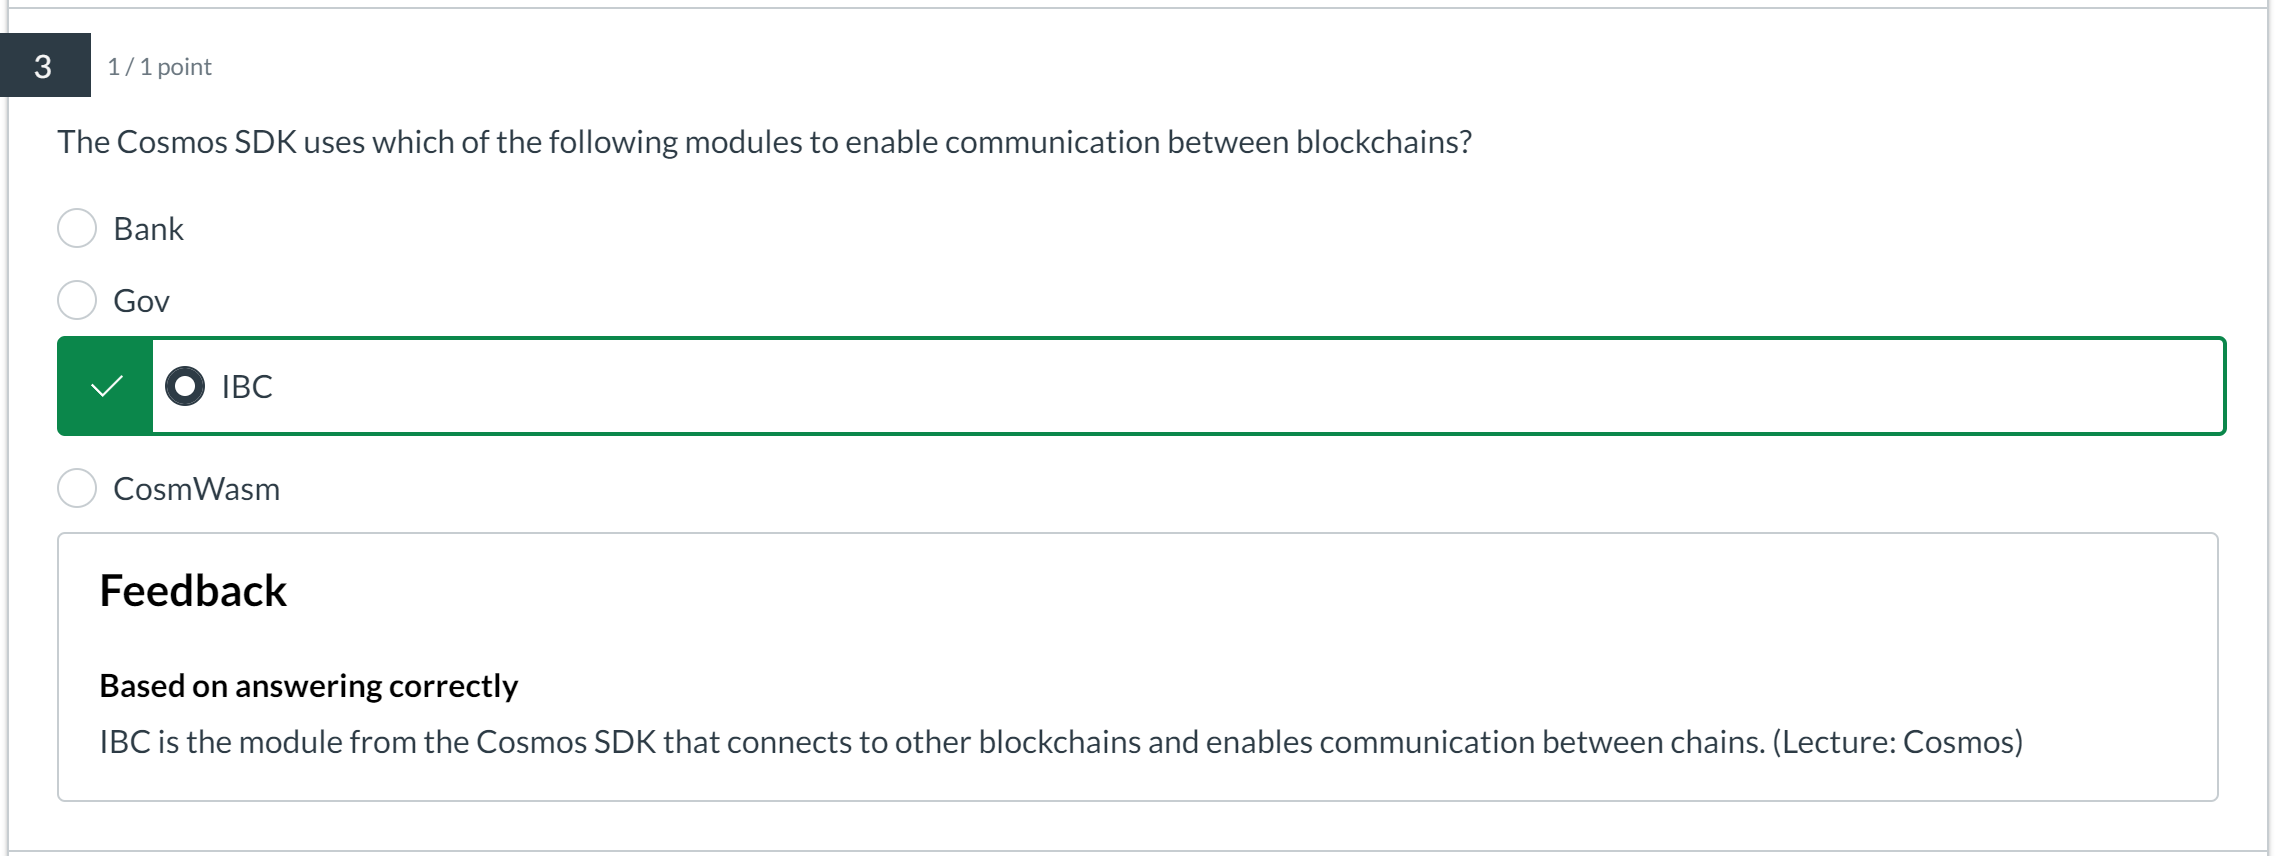 3
1 / 1 point
The Cosmos SDK uses which of the following modules to enable communication between blockchains?
Bank
Gov
IBC
CosmWasm
Feedback
Based on answering correctly
IBC is the module from the Cosmos SDK that connects to other blockchains and enables communication between chains. (Lecture: Cosmos)